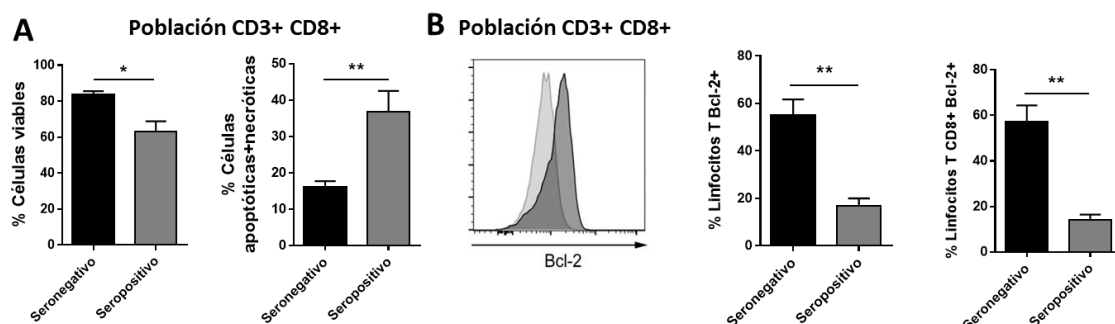 A
Población CD3+ CD8+
% Células viables
100
80
60
40
20
0
*
Seronegativo
Seropositivo
% Células
apoptóticas+necróticas
50
40
30
20
10
0
**
Seronegativo
Seropositivo
B
Población CD3+ CD8+
Bcl-2
% Linfocitos T Bcl-2+
80
60
40
20
0
**
Seronegativo
Seropositivo
% Linfocitos T CD8+ Bcl-2+
80
60
40
20
0
**
Seronegativo
Seropositivo